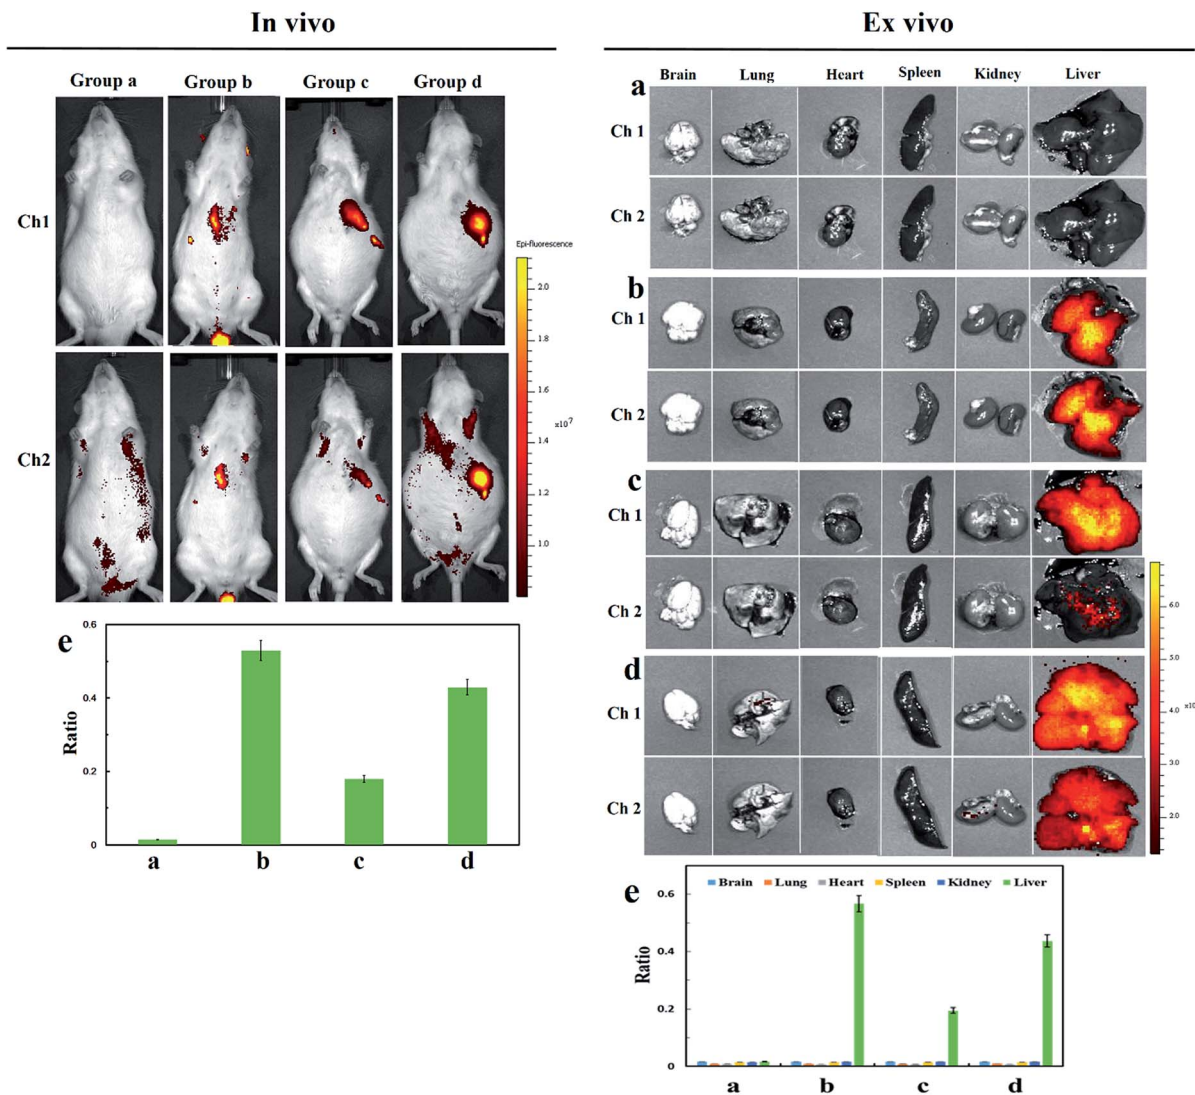 In vivo
Group a Group b Group c Group d
Ch1
Epi-fluorescence
2.0
1.8
1.6
x10⁷
1.4
1.2
1.0
Ch2
e
0.6
0.4
0.2
0
Ratio
a b c d
Ex vivo
Brain Lung Heart Spleen Kidney Liver
a
Ch 1
Ch 2
b
Ch 1
Ch 2
c
Ch 1
Ch 2
d
Ch 1
Ch 2
6.0
5.0
4.0
x10
3.0
2.0
e
Brain Lung Heart Spleen Kidney Liver
0.6
0.4
0.2
0
Ratio
a b c d